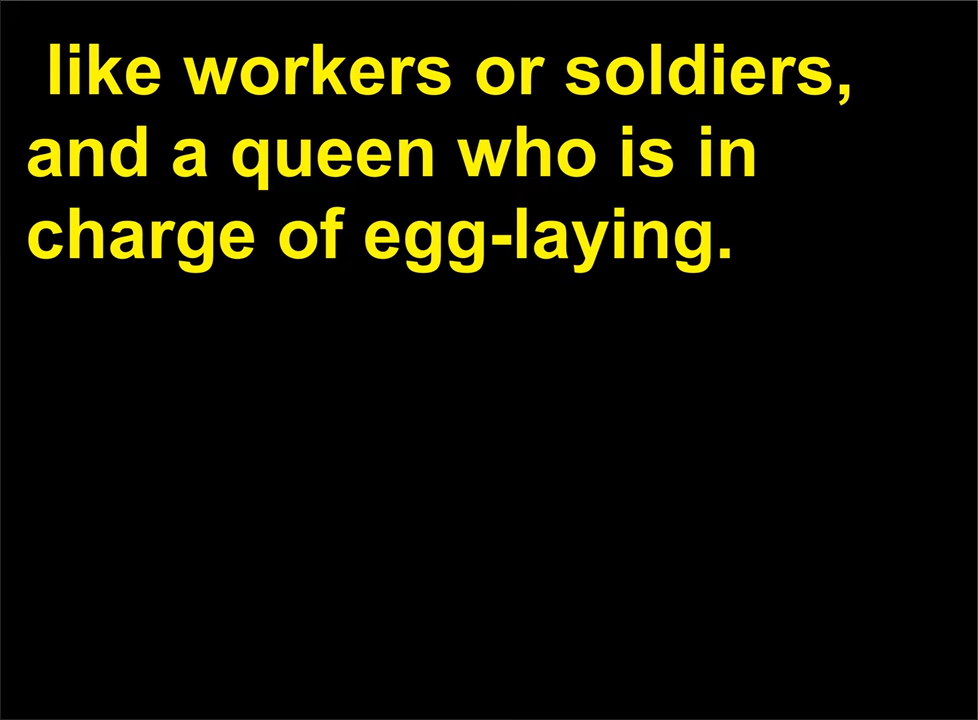 like workers or soldiers,
and a queen who is in
charge of egg-laying.